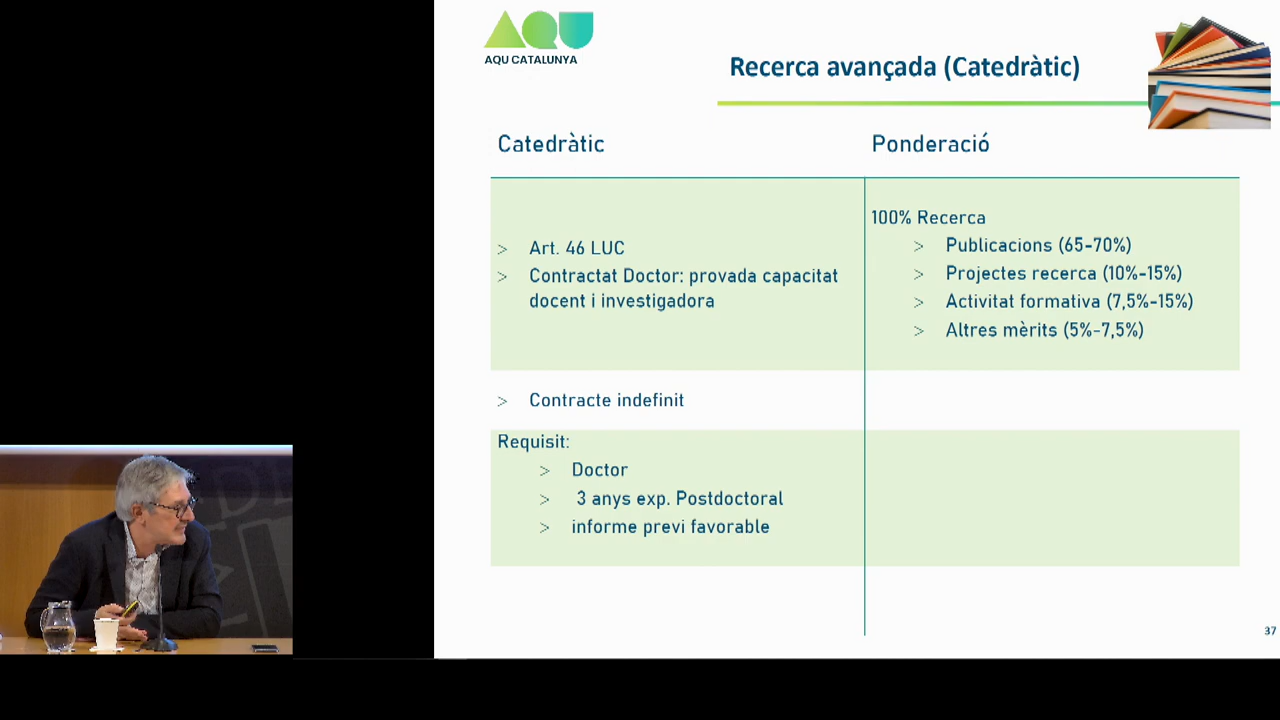 AQU
AQU CATALUNYA
Recerca avançada (Catedràtic)
Catedràtic
Ponderació
> Art. 46 LUC
> Contractat Doctor: provada capacitat
docent i investigadora
100% Recerca
> Publicacions (65-70%)
> Projectes recerca (10%-15%)
> Activitat formativa (7,5%-15%)
> Altres mèrits (5%-7,5%)
> Contracte indefinit
Requisit:
> Doctor
> 3 anys exp. Postdoctoral
> informe previ favorable
37